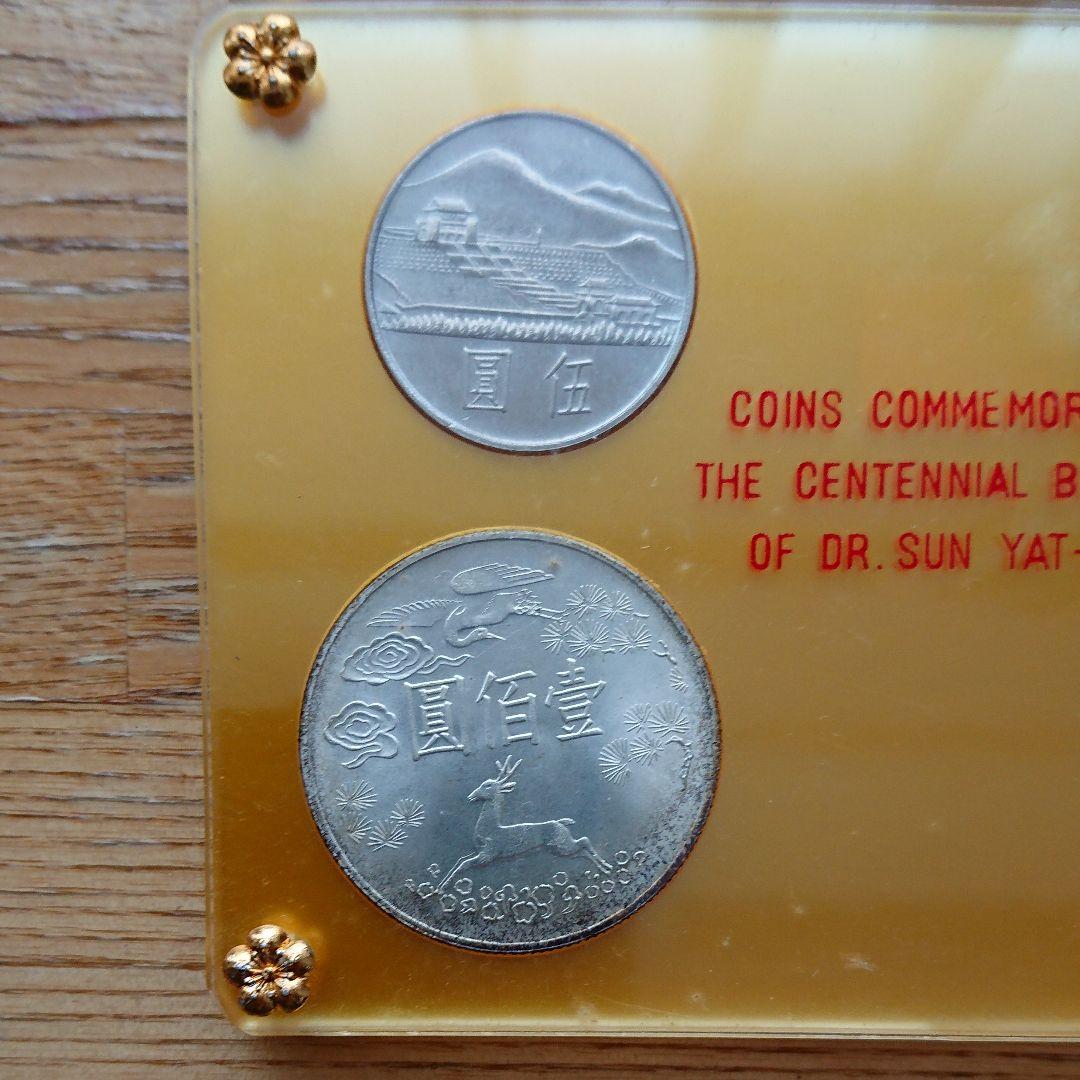 圓 伍
COINS COMMEMOR
THE CENTENNIAL B
OF DR. SUN YAT-
圓佰壹